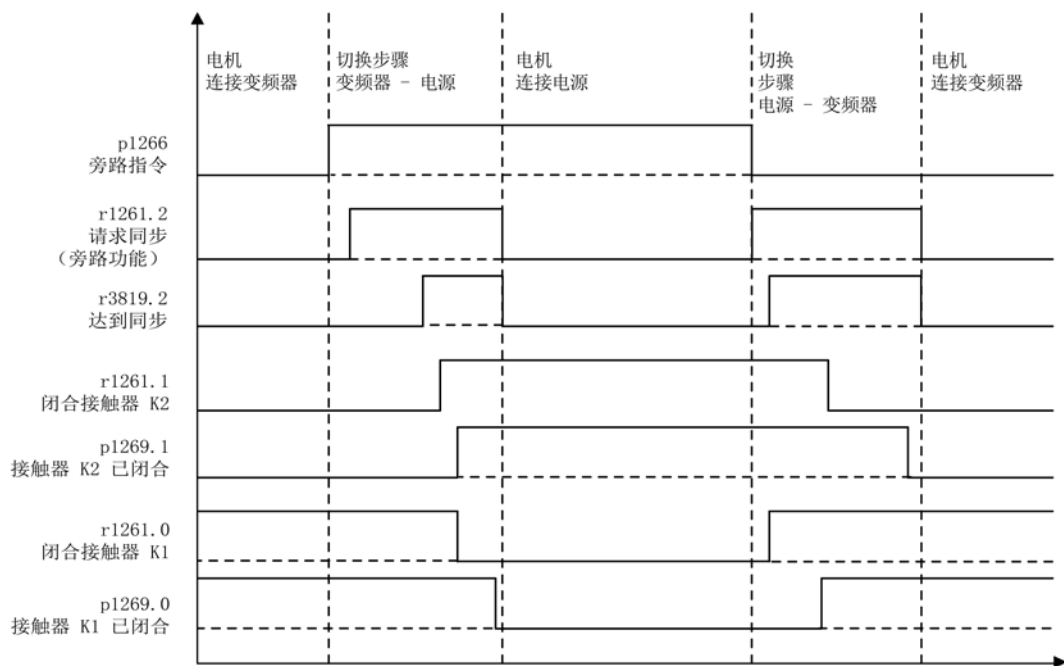 电机
连接变频器
切换步骤
变频器 - 电源
电机
连接电源
切换
步骤
电源 - 变频器
电机
连接变频器
p1266
旁路指令
r1261.2
请求同步
（旁路功能）
r3819.2
达到同步
r1261.1
闭合接触器 K2
p1269.1
接触器 K2 已闭合
r1261.0
闭合接触器 K1
p1269.0
接触器 K1 已闭合